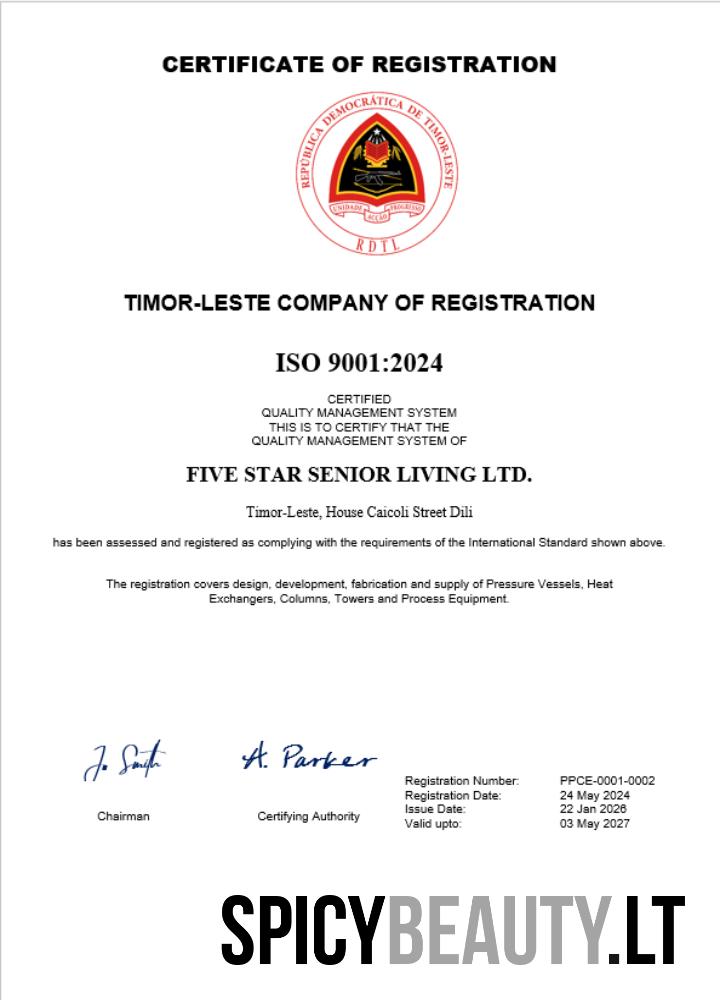 CERTIFICATE OF REGISTRATION
REPÚBLICA DEMOCRÁTICA DE TIMOR-LESTE
UNIDADE
ACCÃO
PROGRESSO
RDTL
TIMOR-LESTE COMPANY OF REGISTRATION
ISO 9001:2024
CERTIFIED
QUALITY MANAGEMENT SYSTEM
THIS IS TO CERTIFY THAT THE
QUALITY MANAGEMENT SYSTEM OF
FIVE STAR SENIOR LIVING LTD.
Timor-Leste, House Caicoli Street Dili
has been assessed and registered as complying with the requirements of the International Standard shown above.
The registration covers design, development, fabrication and supply of Pressure Vessels, Heat
Exchangers, Columns, Towers and Process Equipment.
J. Smith
A. Parker
Chairman
Certifying Authority
Registration Number: PPCE-0001-0002
Registration Date: 24 May 2024
Issue Date: 22 Jan 2026
Valid upto: 03 May 2027
SPICYBEAUTY.LT